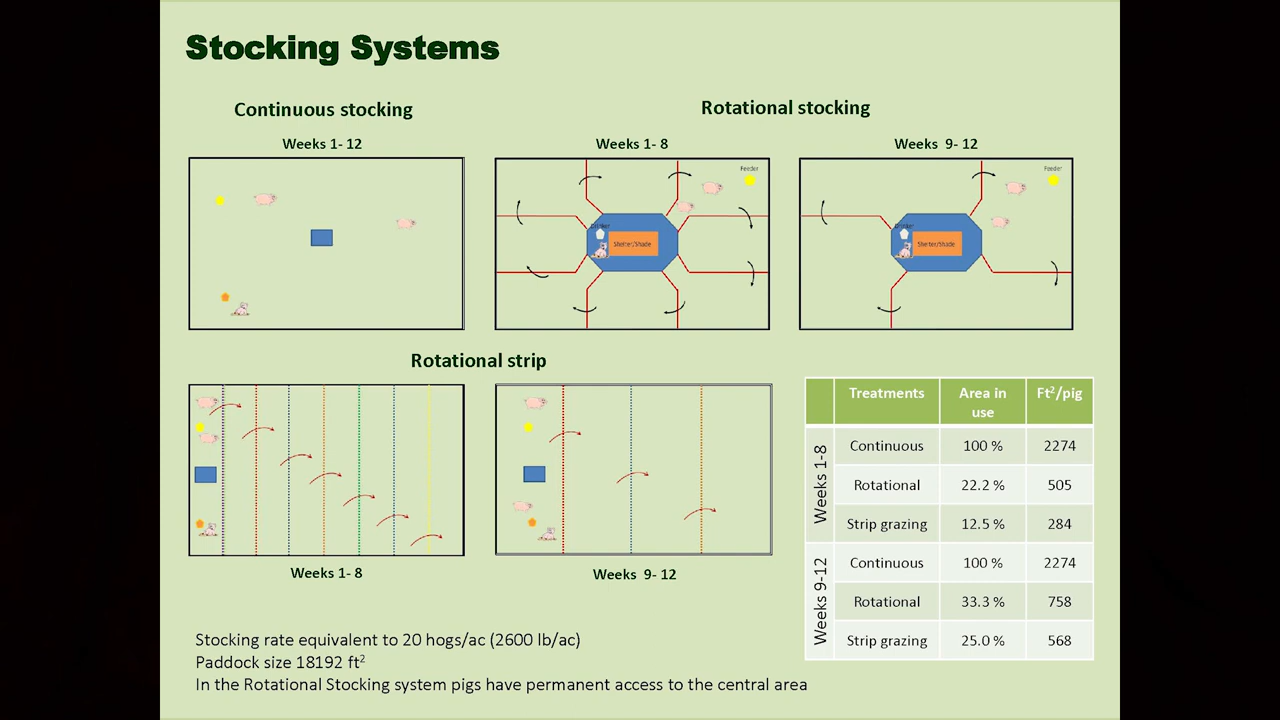 Stocking Systems
Continuous stocking
Rotational stocking
Weeks 1- 12
Weeks 1- 8
Weeks 9- 12
Feeder
Shelter/Shade
Feeder
Shelter/Shade
Rotational strip
Weeks 1- 8
Weeks 9- 12
Treatments Area in use Ft²/pig
Weeks 1-8
Continuous 100 % 2274
Rotational 22.2 % 505
Strip grazing 12.5 % 284
Weeks 9-12
Continuous 100 % 2274
Rotational 33.3 % 758
Strip grazing 25.0 % 568
Stocking rate equivalent to 20 hogs/ac (2600 lb/ac)
Paddock size 18192 ft²
In the Rotational Stocking system pigs have permanent access to the central area